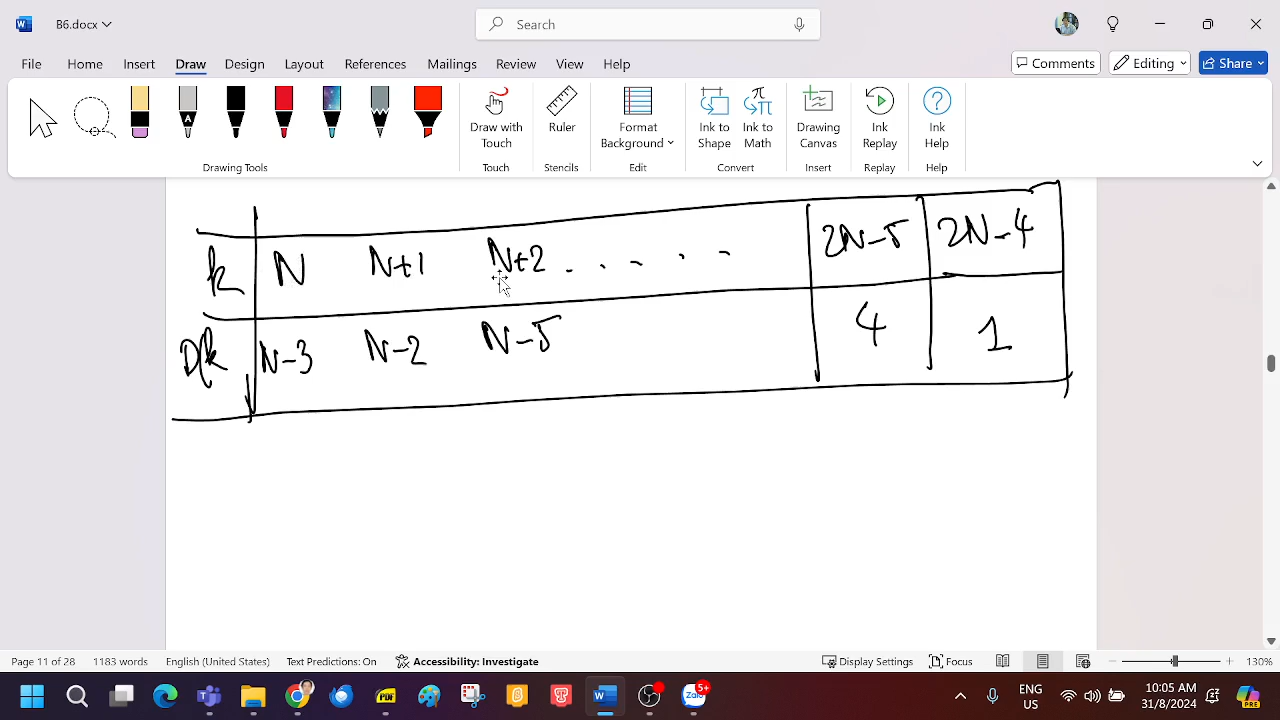 B6.docx
Search
File Home Insert Draw Design Layout References Mailings Review View Help Comments Editing Share
A
Draw with Touch
Ruler
Format Background
Ink to Shape
Ink to Math
Drawing Canvas
Ink Replay
Ink Help
Drawing Tools Touch Stencils Edit Convert Insert Replay Help
k N N+1 N+2 . . . . . 2N-5 2N-4
D(k N-3 N-2 N-5 4 1
Page 11 of 28 1183 words English (United States) Text Predictions: On Accessibility: Investigate Display Settings Focus 130%
PDF 5+ ENG US 10:05 AM 31/8/2024 PRE